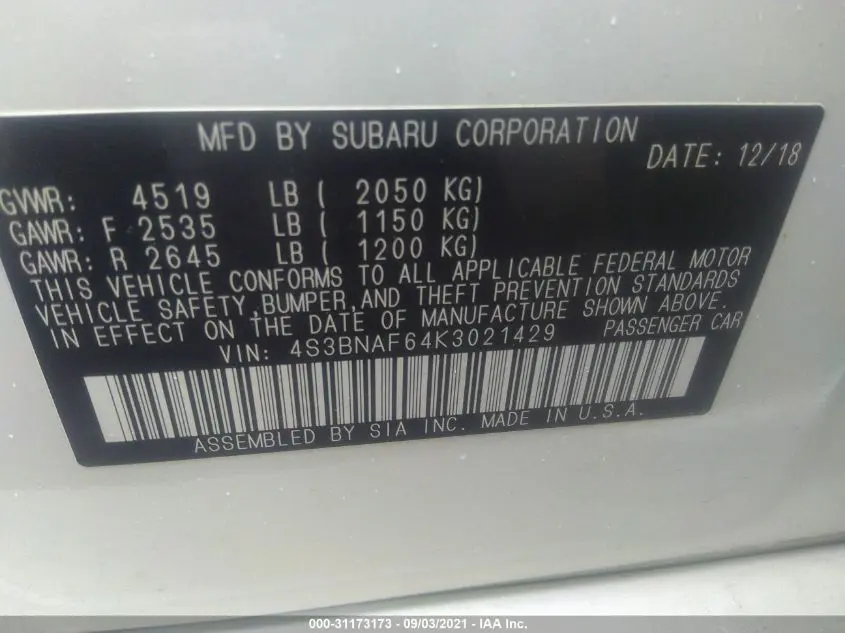 MFD BY SUBARU CORPORATION
DATE: 12/18
GVWR: 4519 LB ( 2050 KG)
GAWR: F 2535 LB ( 1150 KG)
GAWR: R 2645 LB ( 1200 KG)
THIS VEHICLE CONFORMS TO ALL APPLICABLE FEDERAL MOTOR
VEHICLE SAFETY,BUMPER,AND THEFT PREVENTION STANDARDS
IN EFFECT ON THE DATE OF MANUFACTURE SHOWN ABOVE.
VIN: 4S3BNAF64K3021429 PASSENGER CAR
ASSEMBLED BY SIA INC. MADE IN U.S.A.
000-31173173 - 09/03/2021 - IAA Inc.